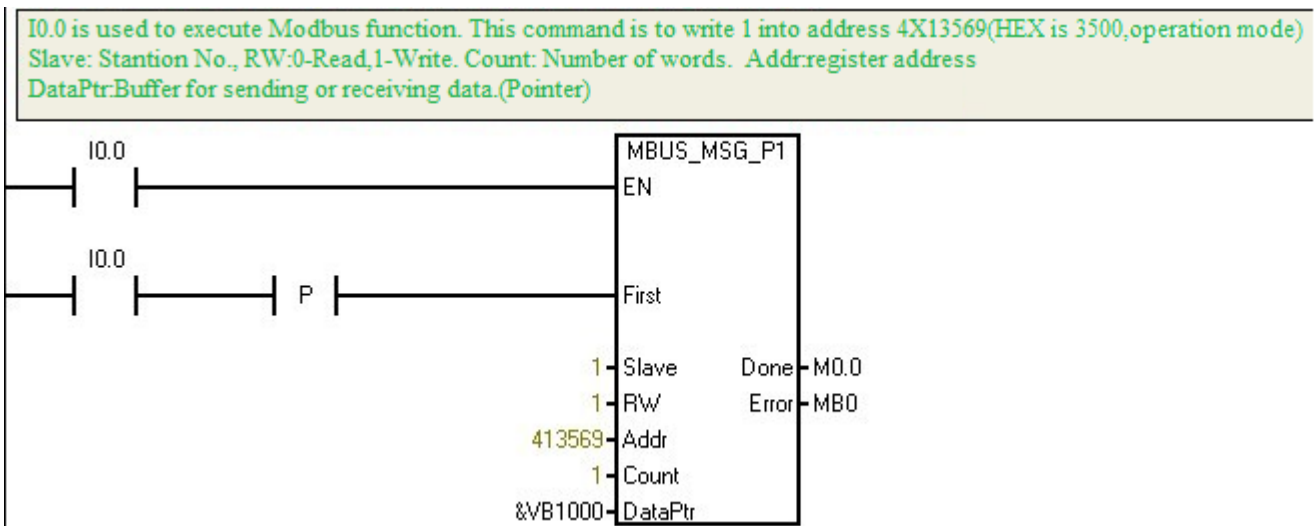 I0.0 is used to execute Modbus function. This command is to write 1 into address 4X13569(HEX is 3500,operation mode)
Slave: Stantion No., RW:0-Read,1-Write. Count: Number of words. Addr:register address
DataPtr:Buffer for sending or receiving data.(Pointer)
I0.0
MBUS_MSG_P1
EN
I0.0
P
First
1 Slave Done M0.0
1 RW Error MB0
413569 Addr
1 Count
&VB1000 DataPtr